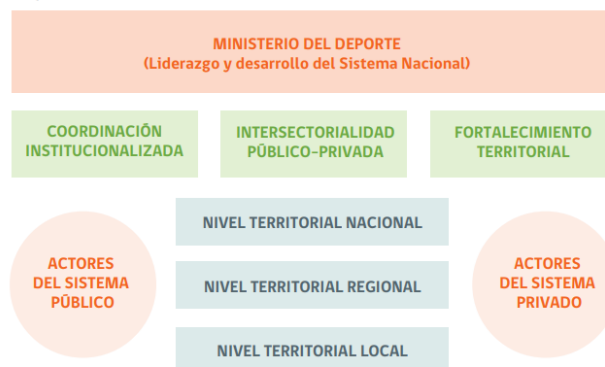 MINISTERIO DEL DEPORTE
(Liderazgo y desarrollo del Sistema Nacional)
COORDINACIÓN
INSTITUCIONALIZADA
INTERSECTORIALIDAD
PÚBLICO-PRIVADA
FORTALECIMIENTO
TERRITORIAL
NIVEL TERRITORIAL NACIONAL
ACTORES
DEL SISTEMA
PÚBLICO
NIVEL TERRITORIAL REGIONAL
ACTORES
DEL SISTEMA
PRIVADO
NIVEL TERRITORIAL LOCAL